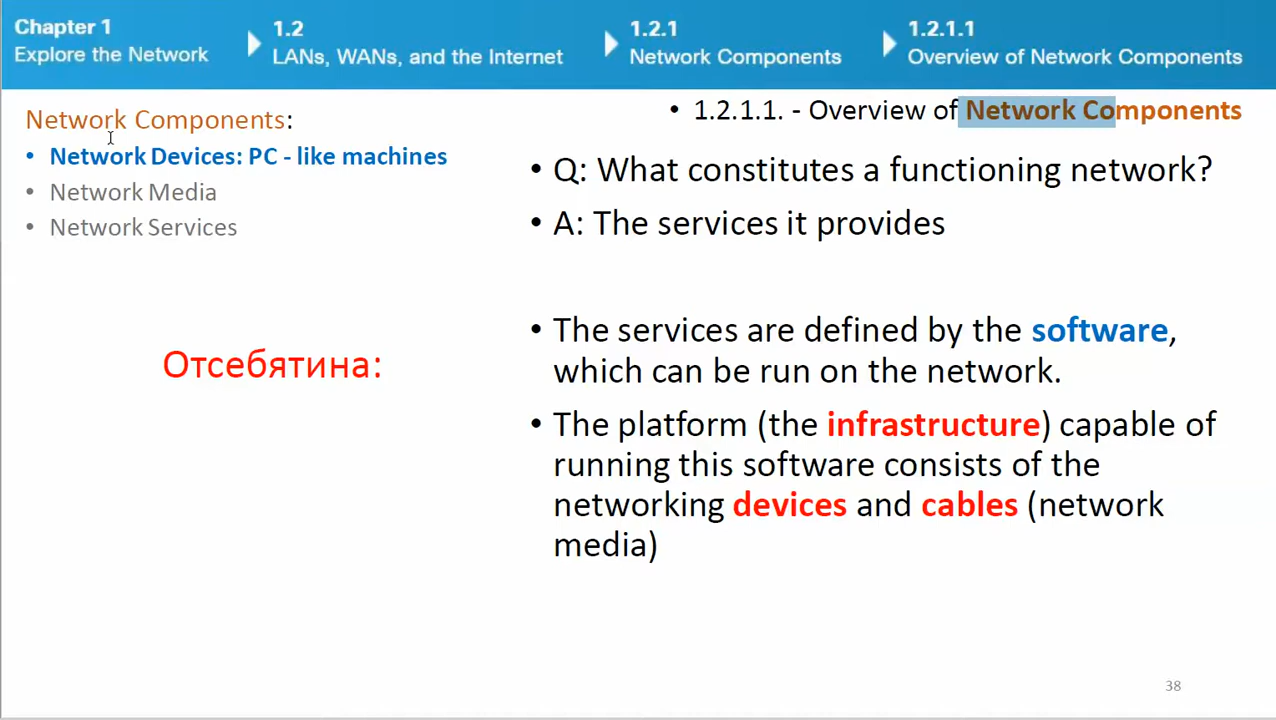 Chapter 1
Explore the Network
1.2
LANs, WANs, and the Internet
1.2.1
Network Components
1.2.1.1
Overview of Network Components
Network Components:
• Network Devices: PC - like machines
• Network Media
• Network Services
Отсебятина:
• 1.2.1.1. - Overview of Network Components
• Q: What constitutes a functioning network?
• A: The services it provides
• The services are defined by the software,
which can be run on the network.
• The platform (the infrastructure) capable of
running this software consists of the
networking devices and cables (network
media)
38